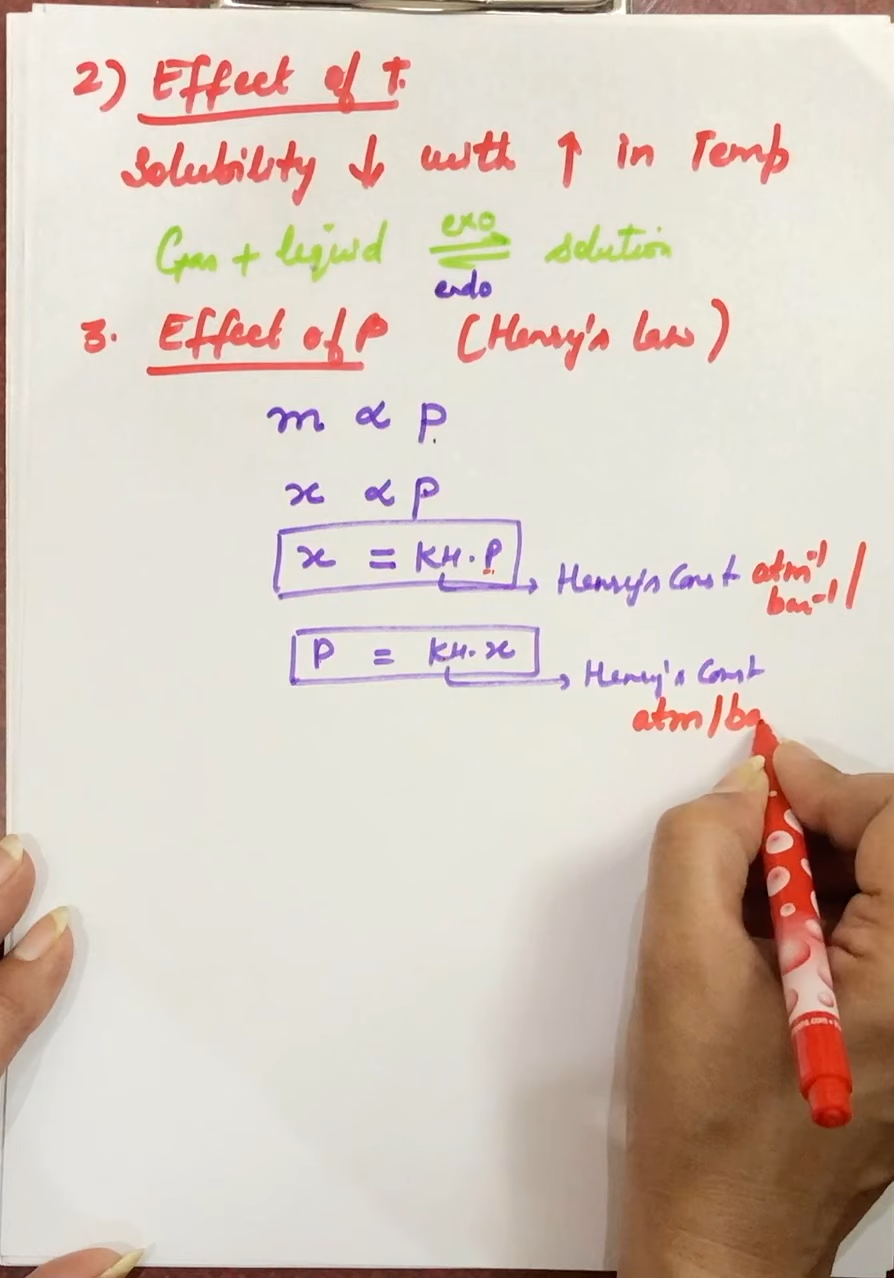 2) Effect of T.
Solubility ↓ with ↑ in Temp
Gas + liquid ⇌ solution
exo
endo
3. Effect of P (Henry's law)
m ∝ P.
x ∝ P
x = KH . P → Henry's Const atm⁻¹ /
bar⁻¹
P = KH . x → Henry's Const
atm/ba